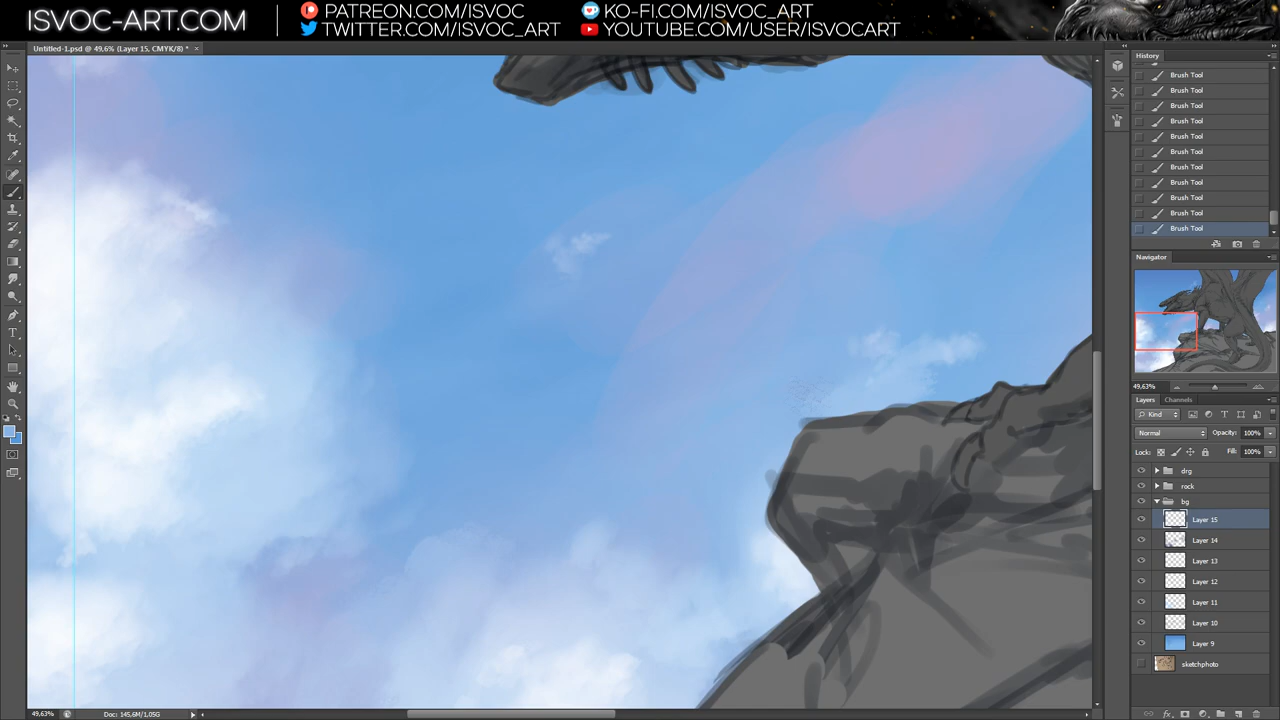 ISVOC-ART.COM
PATREON.COM/ISVOC
KO-FI.COM/ISVOC_ART
TWITTER.COM/ISVOC_ART
YOUTUBE.COM/USER/ISVOCART
Untitled-1.psd @ 49,6% (Layer 15, CMYK/8) * ×
History
Brush Tool
Brush Tool
Brush Tool
Brush Tool
Brush Tool
Brush Tool
Brush Tool
Brush Tool
Brush Tool
Brush Tool
Brush Tool
Navigator
49,63%
Layers Channels
Kind
Normal Opacity: 100%
Lock: Fill: 100%
drg
rock
bg
Layer 15
Layer 14
Layer 13
Layer 12
Layer 11
Layer 10
Layer 9
sketchphoto
49,63% Doc: 145,6M/1,05G